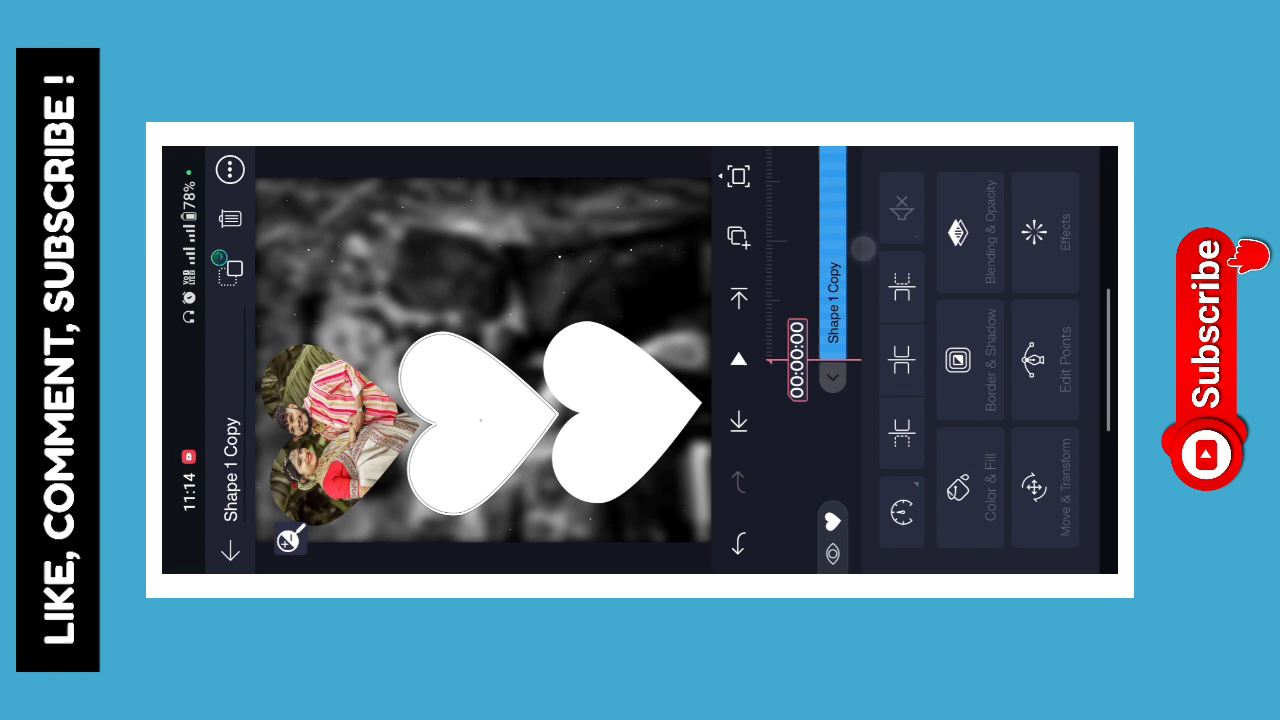 LIKE, COMMENT, SUBSCRIBE !
11:14
78%
Shape 1 Copy
00:00:00
Shape 1 Copy
Color & Fill
Border & Shadow
Blending & Opacity
Move & Transform
Edit Points
Effects
Subscribe